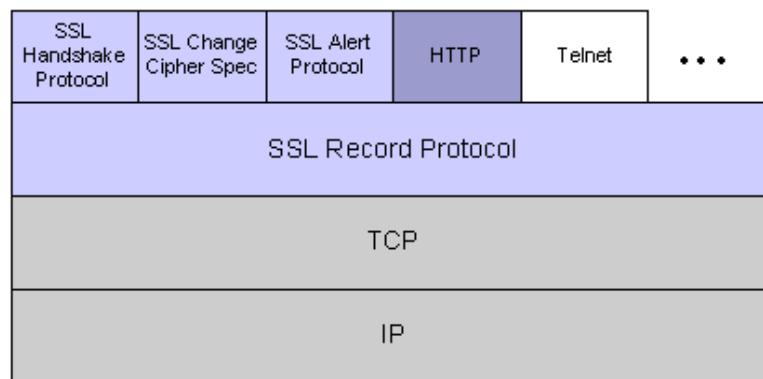 SSL
Handshake
Protocol
SSL Change
Cipher Spec
SSL Alert
Protocol
HTTP
Telnet
• • •
SSL Record Protocol
TCP
IP